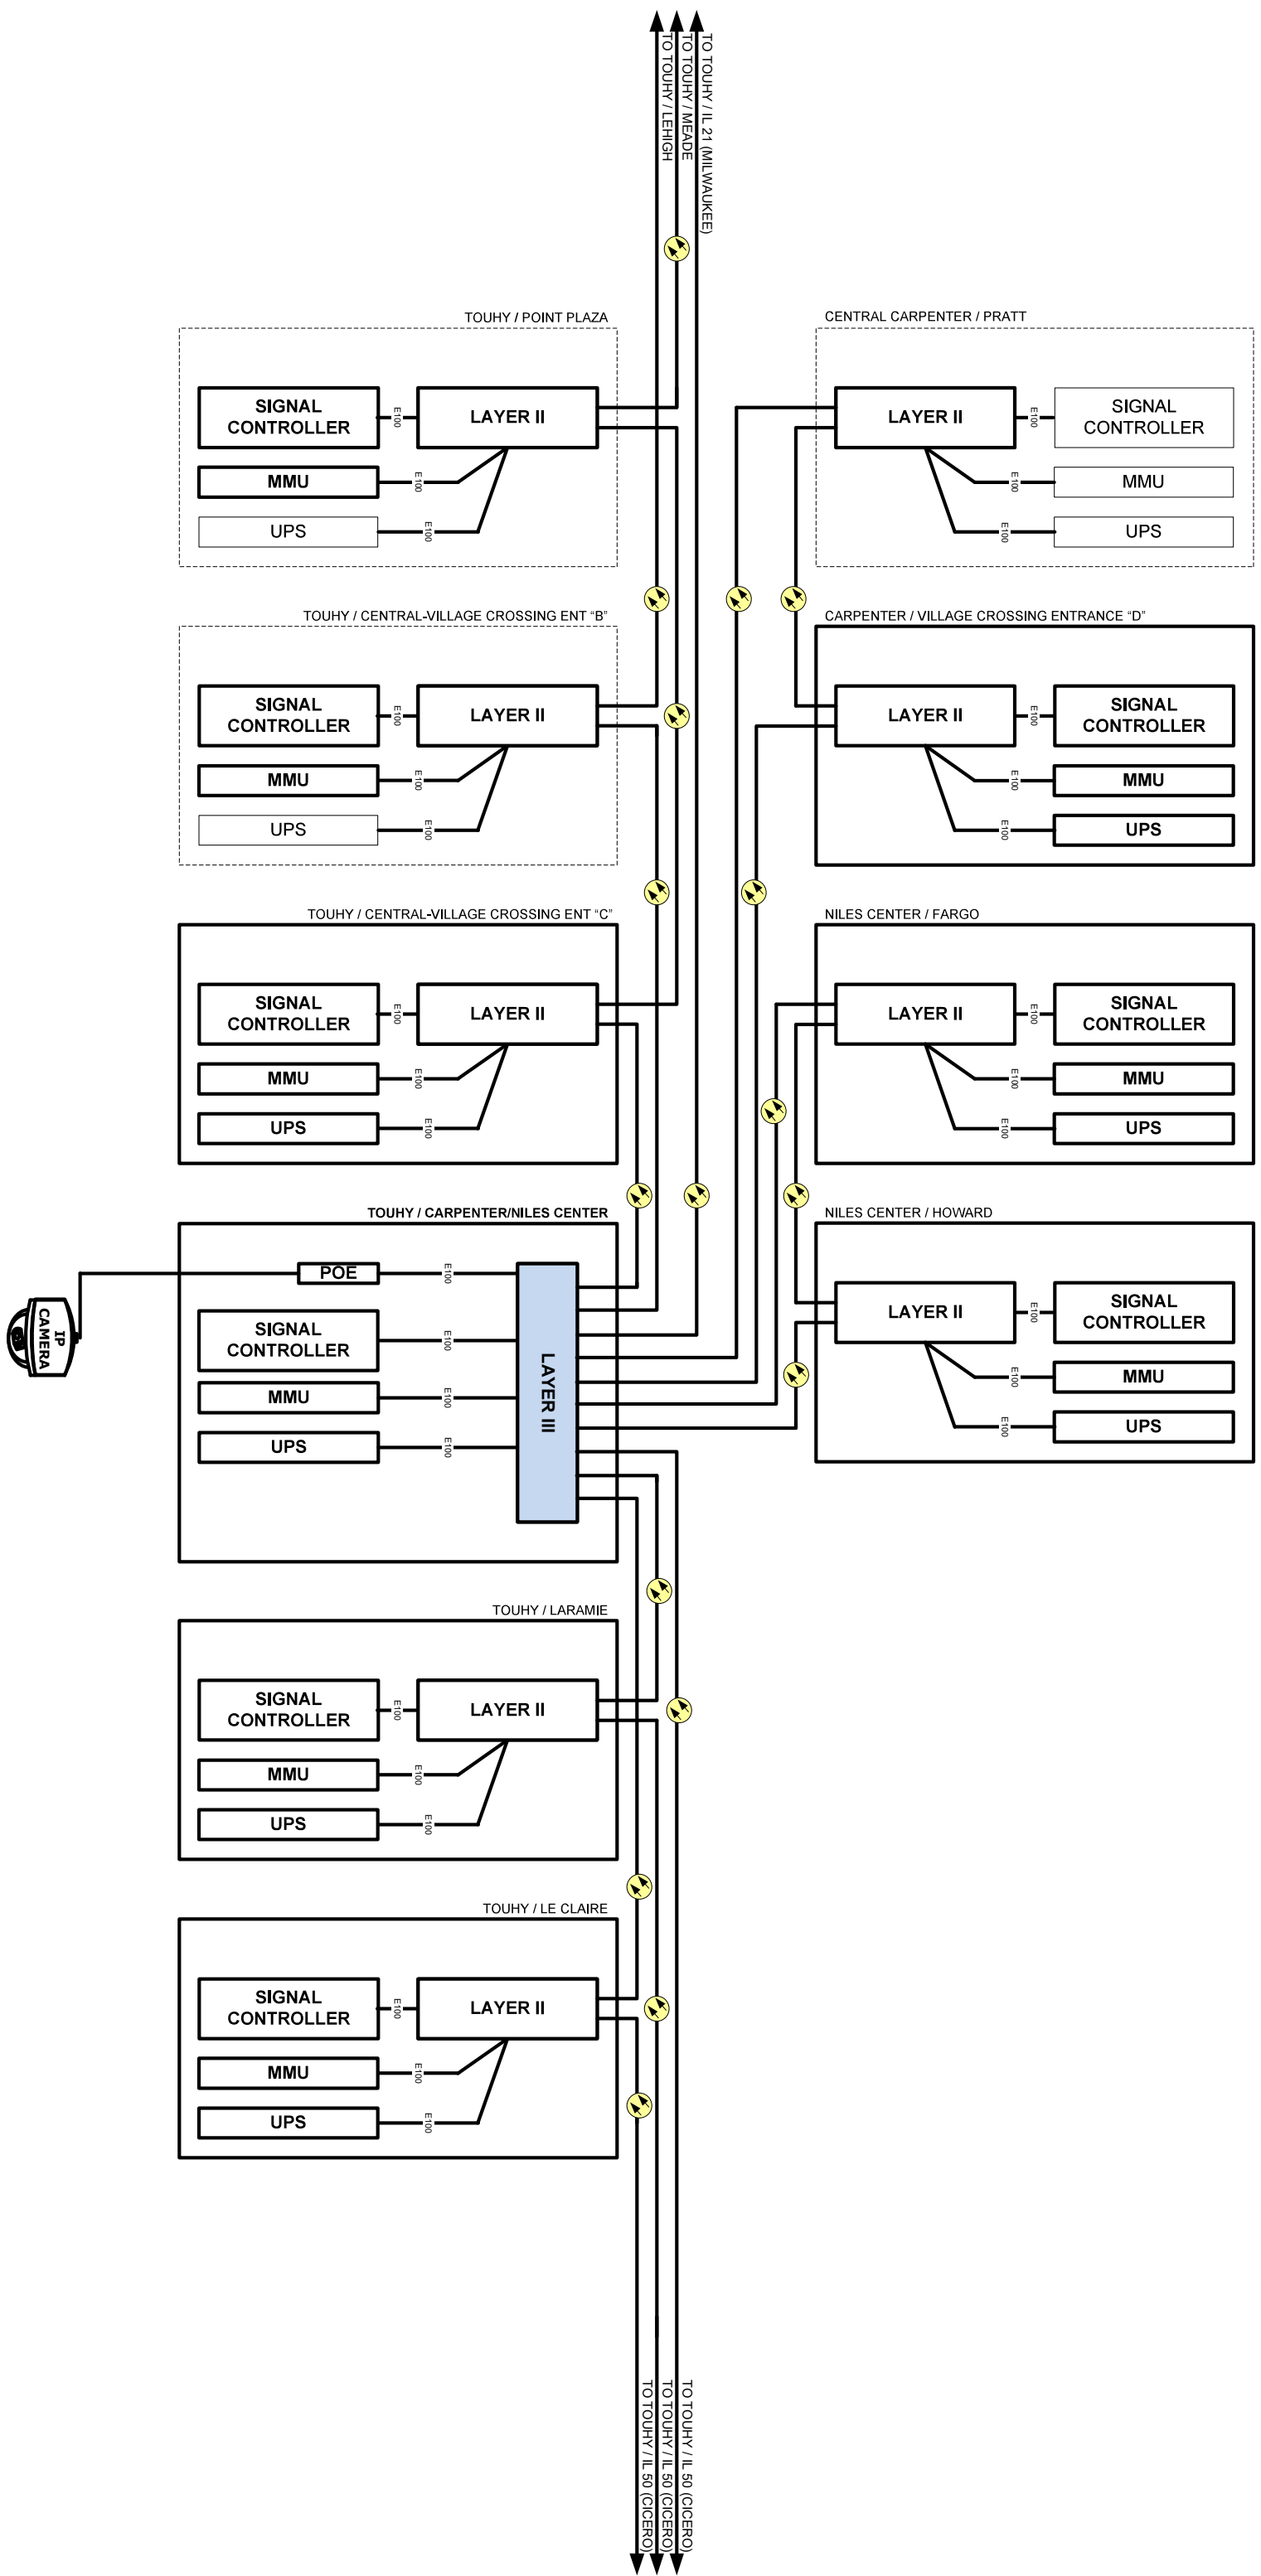 TO TOUHY / IL 21 (MILWAUKEE)
TO TOUHY / MEADE
TO TOUHY / LEHIGH
TOUHY / POINT PLAZA
SIGNAL
CONTROLLER
E100
LAYER II
MMU
E100
UPS
E100
CENTRAL CARPENTER / PRATT
LAYER II
E100
SIGNAL
CONTROLLER
E100
MMU
E100
UPS
TOUHY / CENTRAL-VILLAGE CROSSING ENT “B”
SIGNAL
CONTROLLER
E100
LAYER II
MMU
E100
UPS
E100
CARPENTER / VILLAGE CROSSING ENTRANCE “D”
LAYER II
E100
SIGNAL
CONTROLLER
E100
MMU
E100
UPS
TOUHY / CENTRAL-VILLAGE CROSSING ENT “C”
SIGNAL
CONTROLLER
E100
LAYER II
MMU
E100
UPS
E100
NILES CENTER / FARGO
LAYER II
E100
SIGNAL
CONTROLLER
E100
MMU
E100
UPS
TOUHY / CARPENTER/NILES CENTER
POE
E100
SIGNAL
CONTROLLER
E100
MMU
E100
UPS
E100
LAYER III
IP
CAMERA
NILES CENTER / HOWARD
LAYER II
E100
SIGNAL
CONTROLLER
E100
MMU
E100
UPS
TOUHY / LARAMIE
SIGNAL
CONTROLLER
E100
LAYER II
MMU
E100
UPS
E100
TOUHY / LE CLAIRE
SIGNAL
CONTROLLER
E100
LAYER II
MMU
E100
UPS
E100
TO TOUHY / IL 50 (CICERO)
TO TOUHY / IL 50 (CICERO)
TO TOUHY / IL 50 (CICERO)